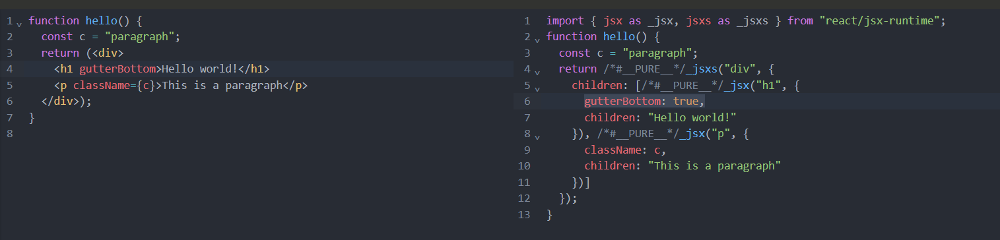 1 function hello() {
2   const c = "paragraph";
3   return (<div>
4     <h1 gutterBottom>Hello world!</h1>
5     <p className={c}>This is a paragraph</p>
6   </div>);
7 }
8
1 import { jsx as _jsx, jsxs as _jsxs } from "react/jsx-runtime";
2 function hello() {
3   const c = "paragraph";
4   return /*#__PURE__*/_jsxs("div", {
5     children: [/*#__PURE__*/_jsx("h1", {
6       gutterBottom: true,
7       children: "Hello world!"
8     }), /*#__PURE__*/_jsx("p", {
9       className: c,
10       children: "This is a paragraph"
11     })]
12   });
13 }